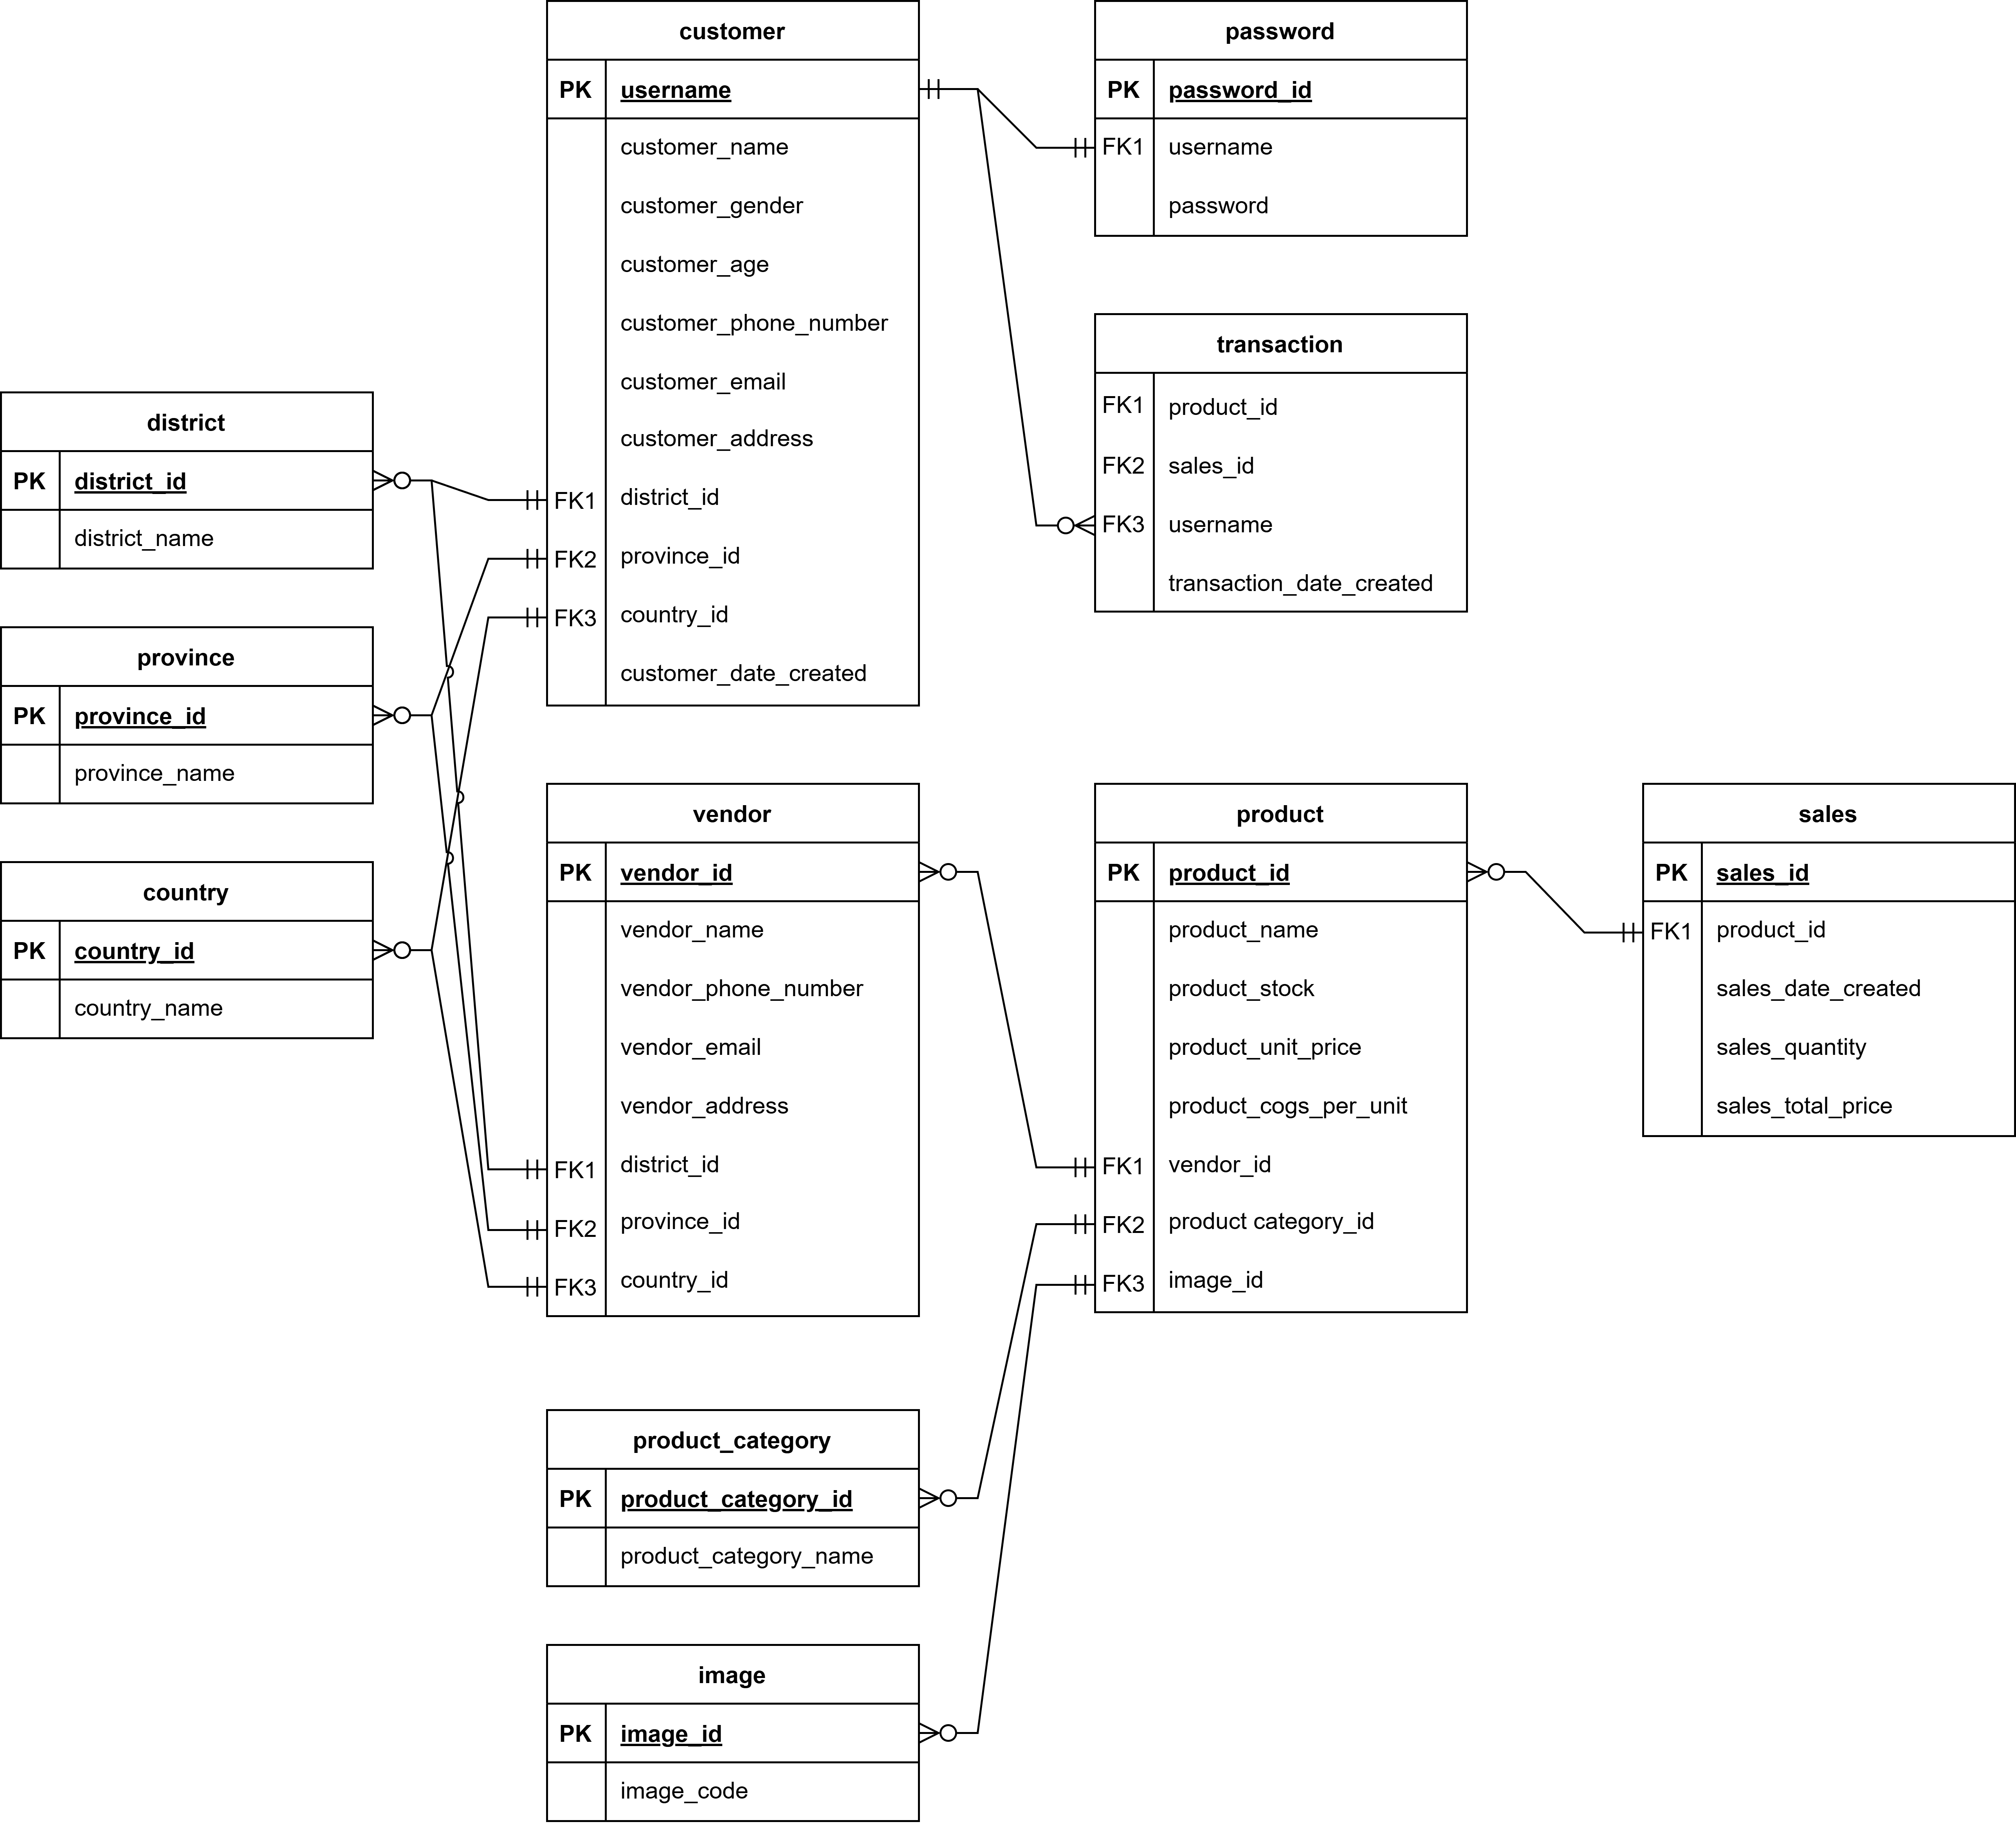 customer
PK username
customer_name
customer_gender
customer_age
customer_phone_number
customer_email
customer_address
FK1 district_id
FK2 province_id
FK3 country_id
customer_date_created
password
PK password_id
FK1 username
password
transaction
FK1 product_id
FK2 sales_id
FK3 username
transaction_date_created
district
PK district_id
district_name
province
PK province_id
province_name
country
PK country_id
country_name
vendor
PK vendor_id
vendor_name
vendor_phone_number
vendor_email
vendor_address
FK1 district_id
FK2 province_id
FK3 country_id
product
PK product_id
product_name
product_stock
product_unit_price
product_cogs_per_unit
FK1 vendor_id
FK2 product category_id
FK3 image_id
sales
PK sales_id
FK1 product_id
sales_date_created
sales_quantity
sales_total_price
product_category
PK product_category_id
product_category_name
image
PK image_id
image_code